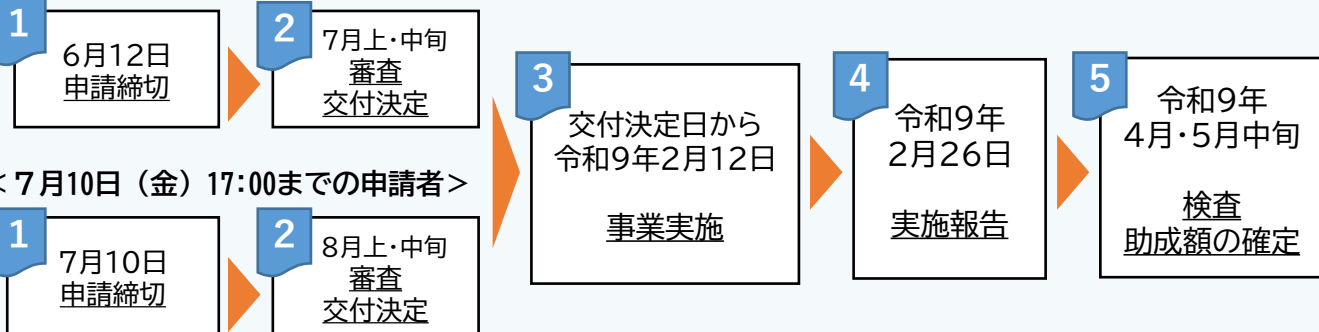 1
6月12日
申請締切
2
7月上・中旬
審査
交付決定
<7月10日（金）17:00までの申請者>
1
7月10日
申請締切
2
8月上・中旬
審査
交付決定
3
交付決定日から
令和9年2月12日
事業実施
4
令和9年
2月26日
実施報告
5
令和9年
4月・5月中旬
検査
助成額の確定